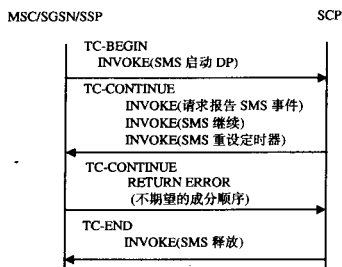 MSC/SGSN/SSP SCP
TC-BEGIN
INVOKE(SMS 启动 DP)
TC-CONTINUE
INVOKE(请求报告 SMS 事件)
INVOKE(SMS 继续)
INVOKE(SMS 重设定时器)
TC-CONTINUE
RETURN ERROR
(不期望的成分顺序)
TC-END
INVOKE(SMS 释放)